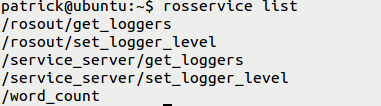 patrick@ubuntu:~$ rosservice list
/rosout/get_loggers
/rosout/set_logger_level
/service_server/get_loggers
/service_server/set_logger_level
/word_count